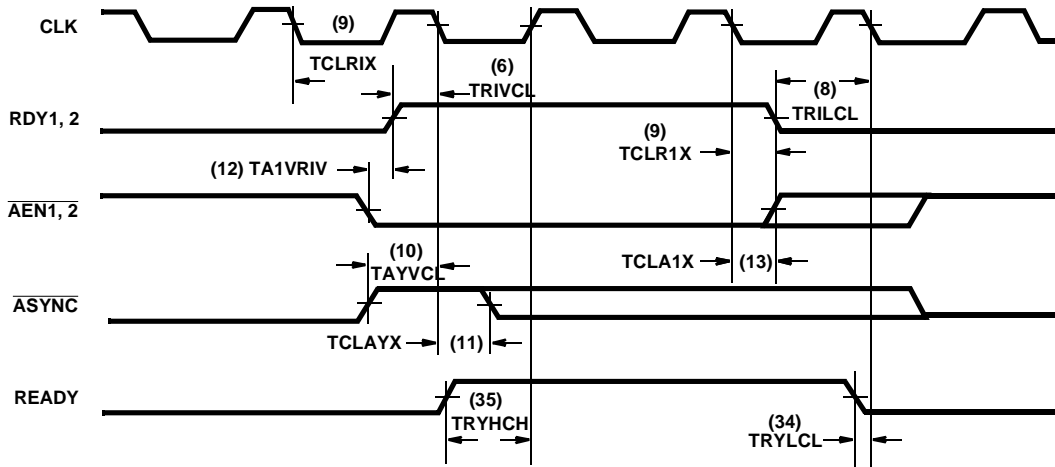 CLK
(9)
TCLRIX
(6)
TRIVCL
(8)
TRILCL
RDY1, 2
(9)
TCLR1X
(12) TA1VRIV
AEN1, 2
(10)
TAYVCL
TCLA1X (13)
ASYNC
TCLAYX (11)
READY
(35)
TRYHCH
(34)
TRYLCL